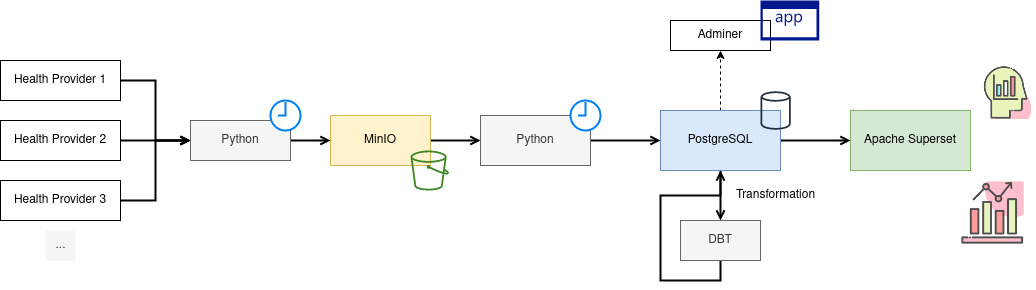 Health Provider 1
Health Provider 2
Health Provider 3
...
Python
MinIO
Python
Adminer
app
PostgreSQL
Transformation
DBT
Apache Superset